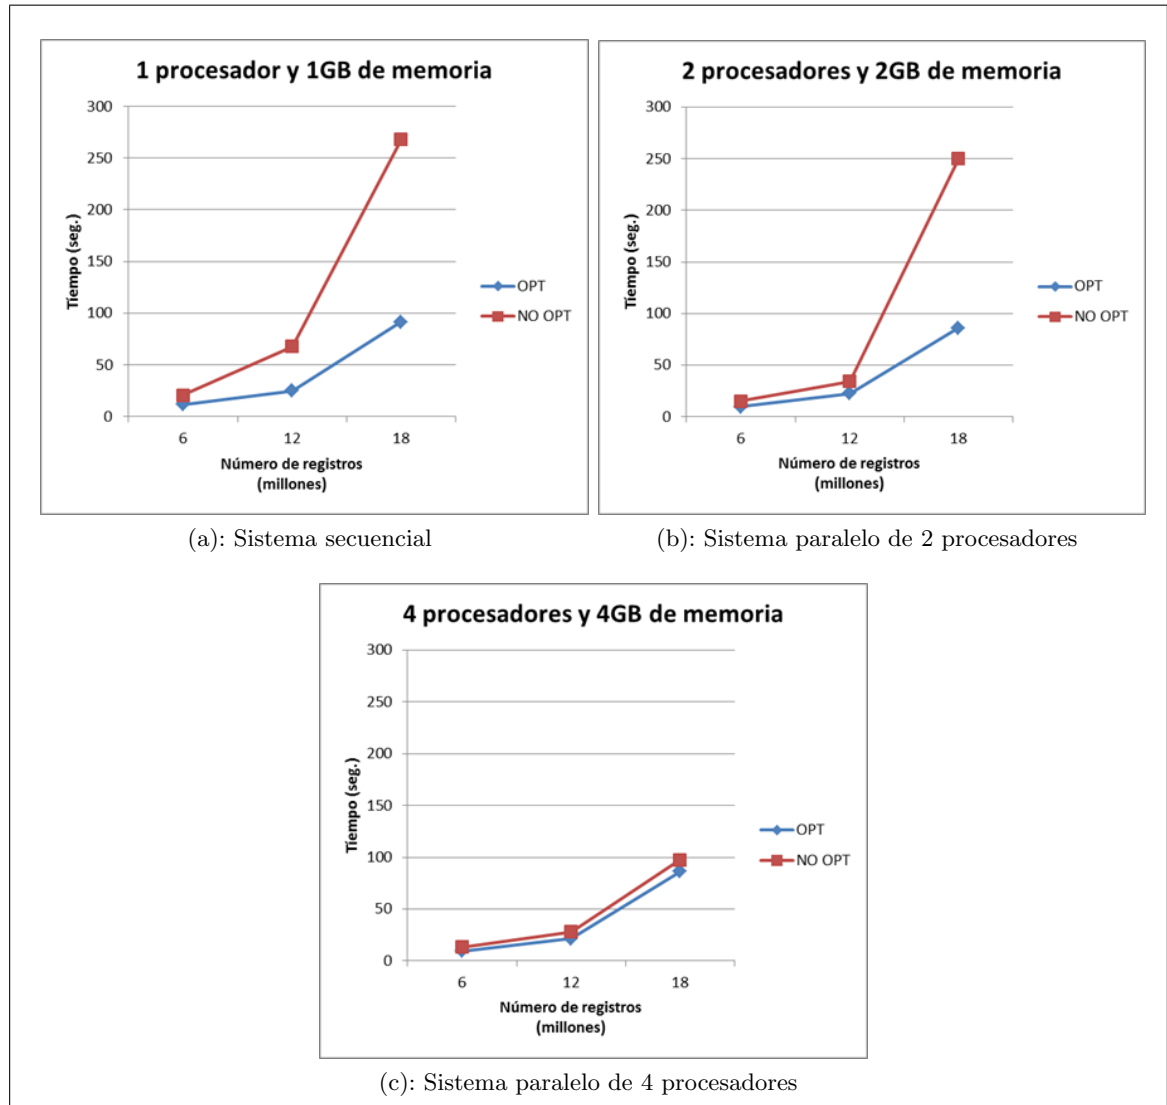 1 procesador y 1GB de memoria
300
250
200
150
100
50
0
Tiempo (seg.)
6 12 18
Número de registros
(millones)
OPT
NO OPT
(a): Sistema secuencial
2 procesadores y 2GB de memoria
300
250
200
150
100
50
0
Tiempo (seg.)
6 12 18
Número de registros
(millones)
OPT
NO OPT
(b): Sistema paralelo de 2 procesadores
4 procesadores y 4GB de memoria
300
250
200
150
100
50
0
Tiempo (seg.)
6 12 18
Número de registros
(millones)
OPT
NO OPT
(c): Sistema paralelo de 4 procesadores